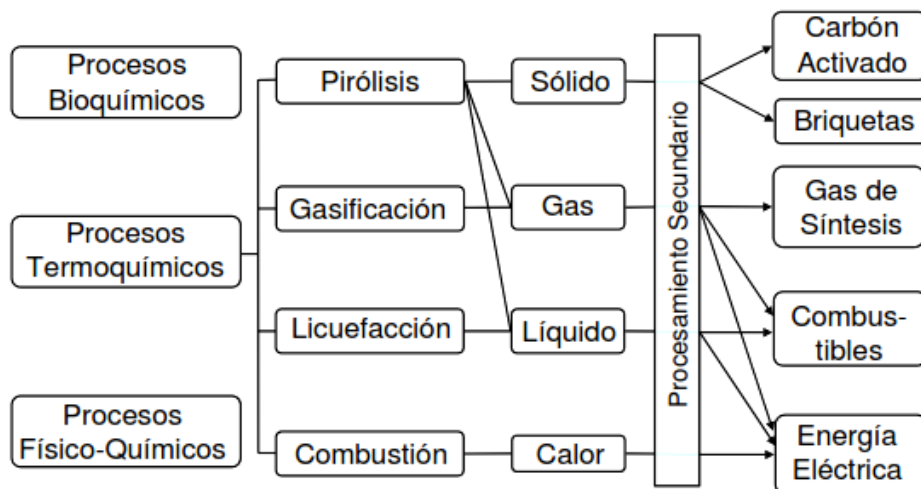 Procesos
Bioquímicos
Procesos
Termoquímicos
Procesos
Físico-Químicos
Pirólisis
Gasificación
Licuefacción
Combustión
Sólido
Gas
Líquido
Calor
Procesamiento Secundario
Carbón
Activado
Briquetas
Gas de
Síntesis
Combus-
tibles
Energía
Eléctrica